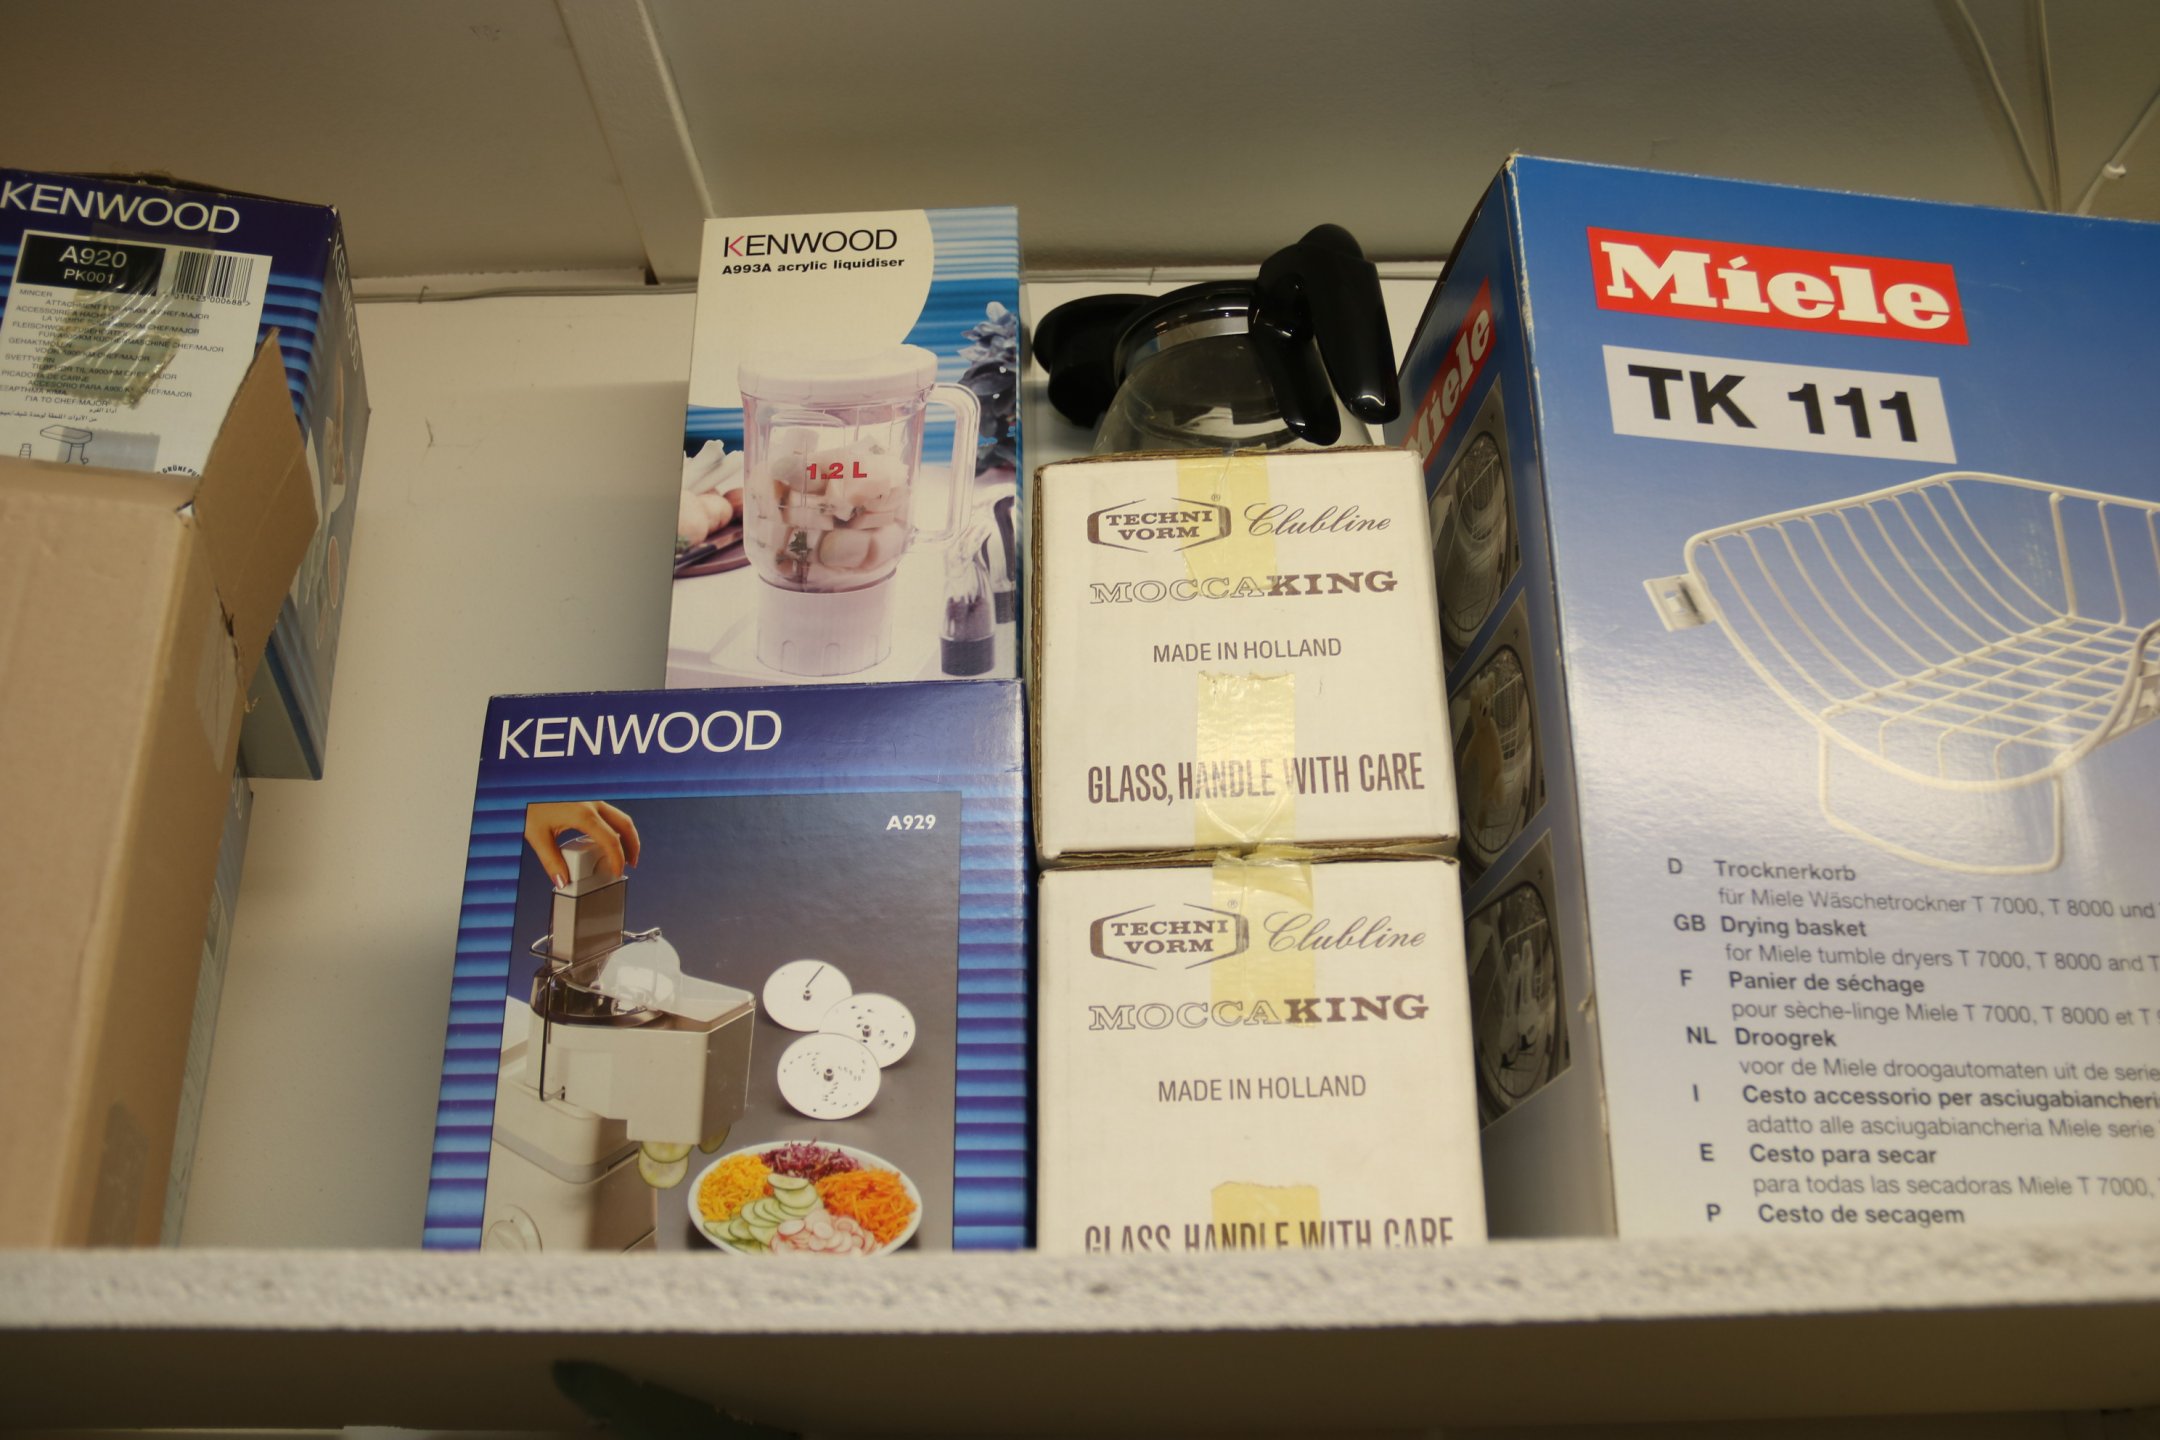 KENWOOD
A920
PK001
MINCER
KENWOOD
KENWOOD
A993A acrylic liquidiser
1.2 L
KENWOOD
A929
TECHNI
VORM
®
Clubline
MOCCAKING
MADE IN HOLLAND
GLASS, HANDLE WITH CARE
TECHNI
VORM
®
Clubline
MOCCAKING
MADE IN HOLLAND
GLASS HANDLE WITH CARE
Miele
Miele
TK 111
D Trocknerkorb
für Miele Wäschetrockner T 7000, T 8000 und
GB Drying basket
for Miele tumble dryers T 7000, T 8000 and T
F Panier de séchage
pour sèche-linge Miele T 7000, T 8000 et T
NL Droogrek
voor de Miele droogautomaten uit de serie
I Cesto accessorio per asciugabiancheri
adatto alle asciugabiancheria Miele serie
E Cesto para secar
para todas las secadoras Miele T 7000,
P Cesto de secagem